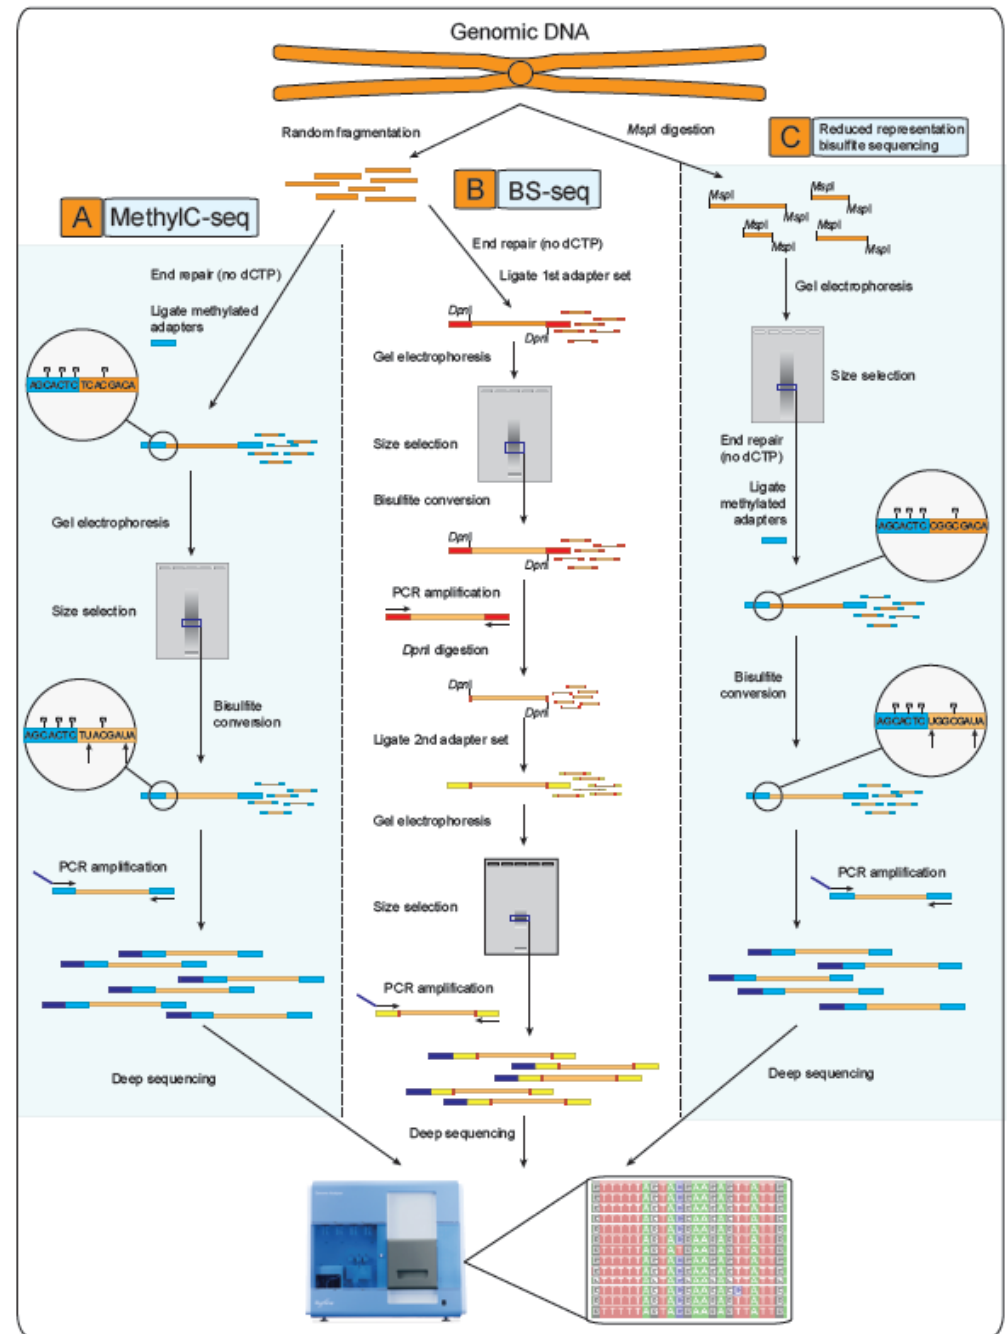 Genomic DNA
Random fragmentation
MspI digestion
C
Reduced representation
bisulfite sequencing
A
MethylC-seq
B
BS-seq
MspI
MspI
MspI
MspI
MspI
MspI
MspI
End repair (no dCTP)
Ligate methylated
adapters
AGCACTC TCACGACA
Gel electrophoresis
Size selection
Bisulfite
conversion
AGCACTC TUACGAUA
PCR amplification
Deep sequencing
End repair (no dCTP)
Ligate 1st adapter set
DpnI
DpnI
Gel electrophoresis
Size selection
Bisulfite conversion
DpnI
DpnI
PCR amplification
DpnI digestion
DpnI
DpnI
Ligate 2nd adapter set
Gel electrophoresis
Size selection
PCR amplification
Deep sequencing
Gel electrophoresis
Size selection
End repair
(no dCTP)
Ligate
methylated
adapters
AGCACTC CGGCGACA
Bisulfite
conversion
AGCACTC UGGCGAUA
PCR amplification
Deep sequencing